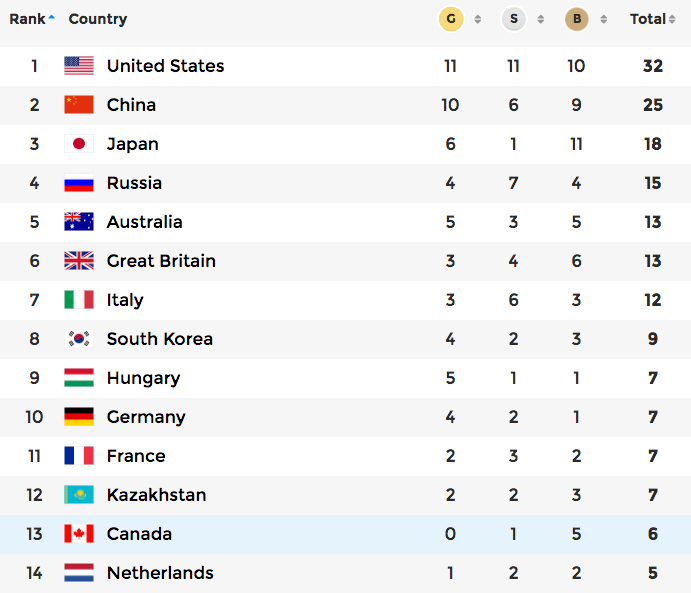 Rank Country G S B Total
1 United States 11 11 10 32
2 China 10 6 9 25
3 Japan 6 1 11 18
4 Russia 4 7 4 15
5 Australia 5 3 5 13
6 Great Britain 3 4 6 13
7 Italy 3 6 3 12
8 South Korea 4 2 3 9
9 Hungary 5 1 1 7
10 Germany 4 2 1 7
11 France 2 3 2 7
12 Kazakhstan 2 2 3 7
13 Canada 0 1 5 6
14 Netherlands 1 2 2 5